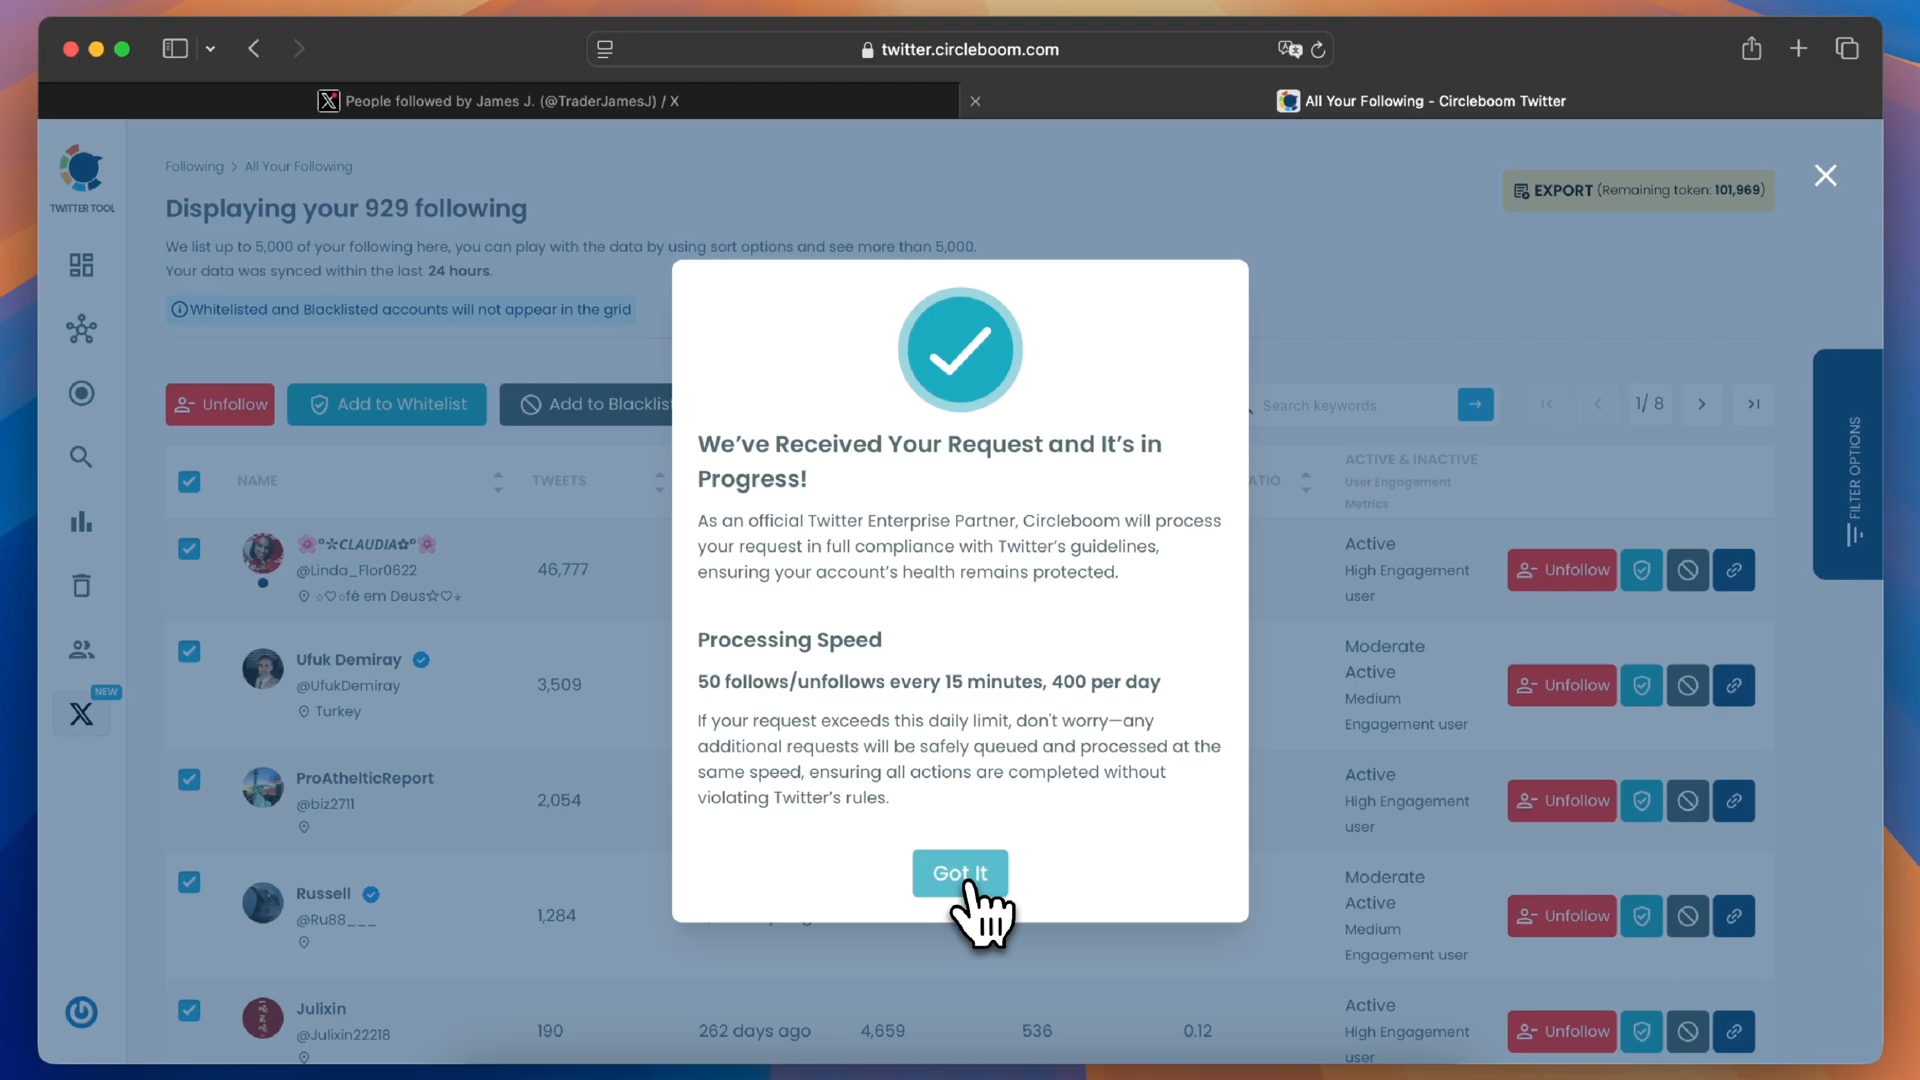 twitter.circleboom.com
People followed by James J. (@TraderJamesJ) / X
All Your Following - Circleboom Twitter
TWITTER TOOL
NEW
Following > All Your Following
Displaying your 929 following
We list up to 5,000 of your following here, you can play with the data by using sort options and see more than 5,000.
Your data was synced within the last 24 hours.
Whitelisted and Blacklisted accounts will not appear in the grid
EXPORT (Remaining token: 101,969)
Unfollow
Add to Whitelist
Add to Blacklis
Search keywords
1/ 8
FILTER OPTIONS
NAME
TWEETS
ATIO
ACTIVE & INACTIVE
User Engagement
Metrics
🌸°✲CLAUDIA✿°🌸
@Linda_Flor0622
☆♡☆fé em Deus☆♡⋆
46,777
Active
High Engagement
user
Unfollow
Ufuk Demiray
@UfukDemiray
Turkey
3,509
Moderate
Active
Medium
Engagement user
Unfollow
ProAthelticReport
@biz2711
2,054
Active
High Engagement
user
Unfollow
Russell
@Ru88___
1,284
Moderate
Active
Medium
Engagement user
Unfollow
Julixin
@Julixin22218
190
262 days ago
4,659
536
0.12
Active
High Engagement
user
Unfollow
We've Received Your Request and It's in
Progress!
As an official Twitter Enterprise Partner, Circleboom will process
your request in full compliance with Twitter's guidelines,
ensuring your account's health remains protected.
Processing Speed
50 follows/unfollows every 15 minutes, 400 per day
If your request exceeds this daily limit, don't worry—any
additional requests will be safely queued and processed at the
same speed, ensuring all actions are completed without
violating Twitter's rules.
Got It